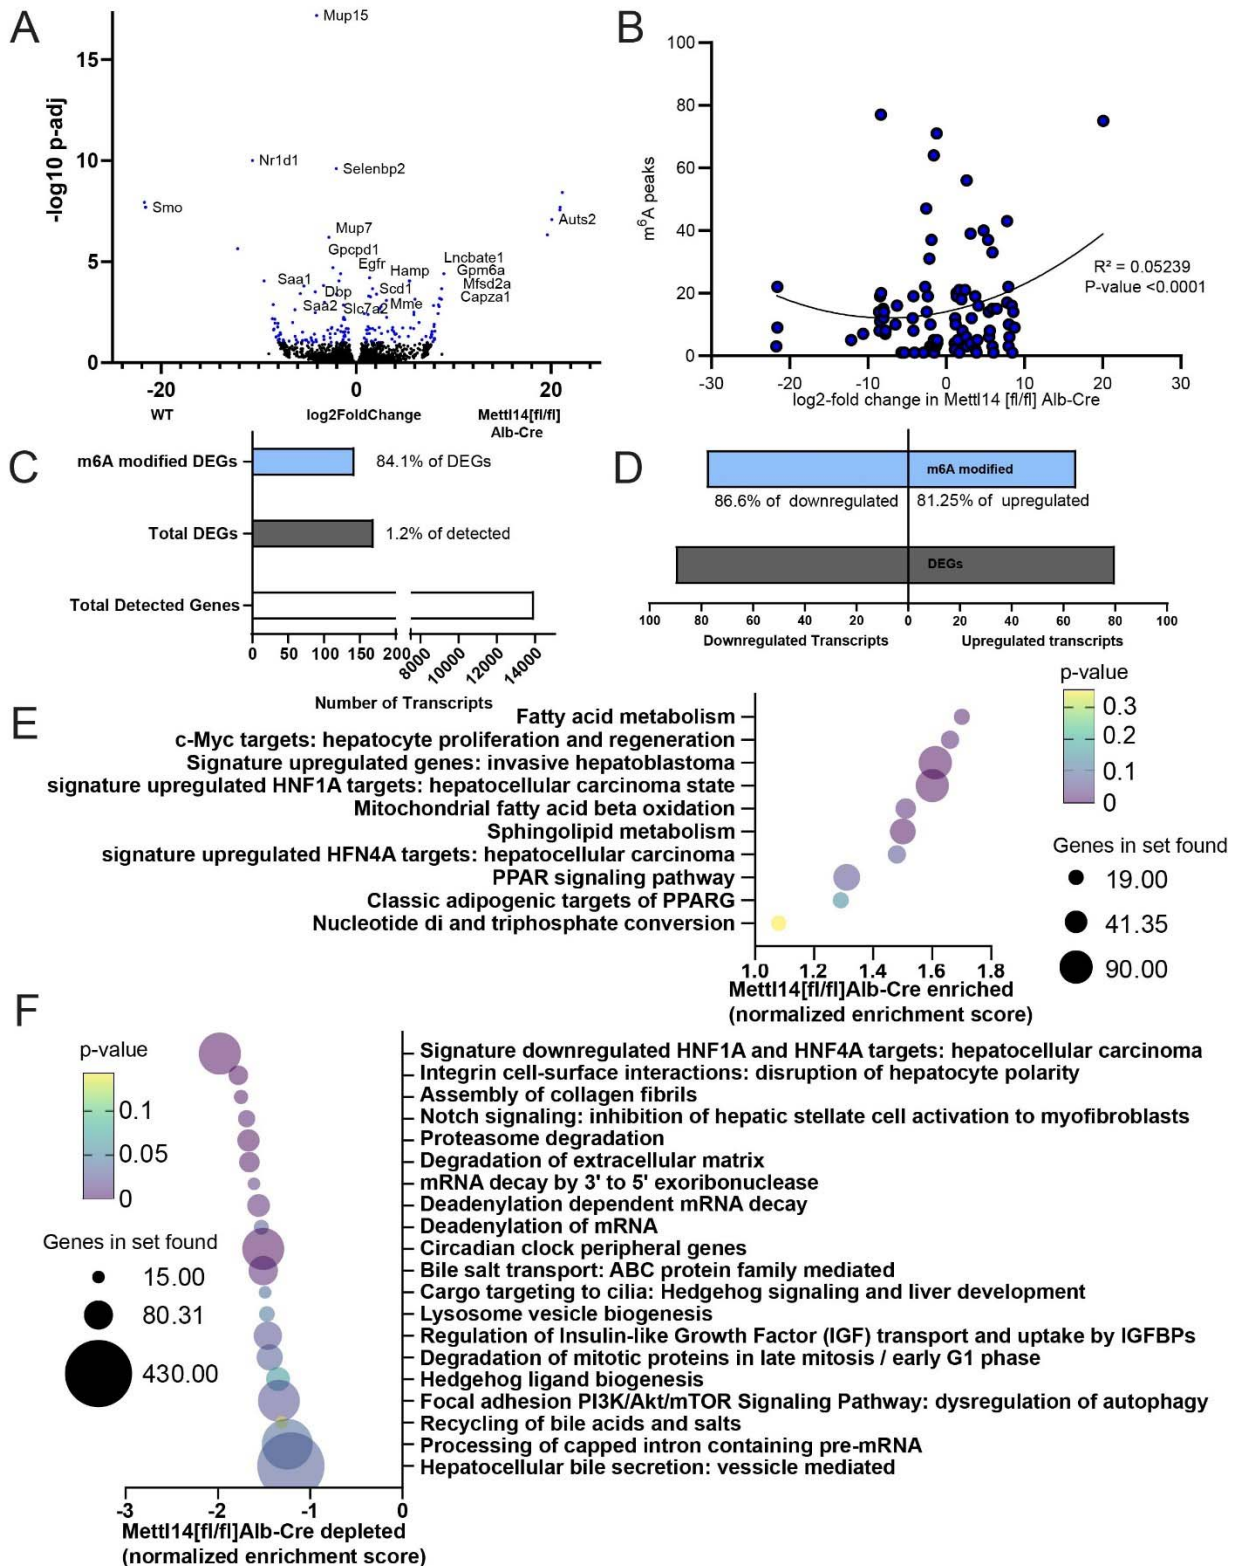 A
Mup15
15
-log10 p-adj
10
Nr1d1
Selenbp2
Smo
Auts2
Mup7
Gpcpd1
Egfr
Hamp
Lncbate1
Gpm6a
Mfsd2a
Capza1
5
Saa1
Dbp
Scd1
Saa2
Slc7a2
Mme
0
-20 0 20
WT log2FoldChange Mettl14[fl/fl]
Alb-Cre
B
100
80
60
40
20
0
m⁶A peaks
R² = 0.05239
P-value <0.0001
-30 -20 -10 0 10 20 30
log2-fold change in Mettl14 [fl/fl] Alb-Cre
C
m6A modified DEGs
84.1% of DEGs
Total DEGs
1.2% of detected
Total Detected Genes
0 50 100 150 200 8000 10000 12000 14000
Number of Transcripts
D
m6A modified
86.6% of downregulated 81.25% of upregulated
DEGs
100 80 60 40 20 0 20 40 60 80 100
Downregulated Transcripts Upregulated transcripts
E
Fatty acid metabolism
c-Myc targets: hepatocyte proliferation and regeneration
Signature upregulated genes: invasive hepatoblastoma
signature upregulated HNF1A targets: hepatocellular carcinoma state
Mitochondrial fatty acid beta oxidation
Sphingolipid metabolism
signature upregulated HFN4A targets: hepatocellular carcinoma
PPAR signaling pathway
Classic adipogenic targets of PPARG
Nucleotide di and triphosphate conversion
1.0 1.2 1.4 1.6 1.8
Mettl14[fl/fl]Alb-Cre enriched
(normalized enrichment score)
p-value
0.3
0.2
0.1
0
Genes in set found
19.00
41.35
90.00
F
p-value
0.1
0.05
0
Genes in set found
15.00
80.31
430.00
Signature downregulated HNF1A and HNF4A targets: hepatocellular carcinoma
Integrin cell-surface interactions: disruption of hepatocyte polarity
Assembly of collagen fibrils
Notch signaling: inhibition of hepatic stellate cell activation to myofibroblasts
Proteasome degradation
Degradation of extracellular matrix
mRNA decay by 3' to 5' exoribonuclease
Deadenylation dependent mRNA decay
Deadenylation of mRNA
Circadian clock peripheral genes
Bile salt transport: ABC protein family mediated
Cargo targeting to cilia: Hedgehog signaling and liver development
Lysosome vesicle biogenesis
Regulation of Insulin-like Growth Factor (IGF) transport and uptake by IGFBPs
Degradation of mitotic proteins in late mitosis / early G1 phase
Hedgehog ligand biogenesis
Focal adhesion PI3K/Akt/mTOR Signaling Pathway: dysregulation of autophagy
Recycling of bile acids and salts
Processing of capped intron containing pre-mRNA
Hepatocellular bile secretion: vessicle mediated
-3 -2 -1 0
Mettl14[fl/fl]Alb-Cre depleted
(normalized enrichment score)